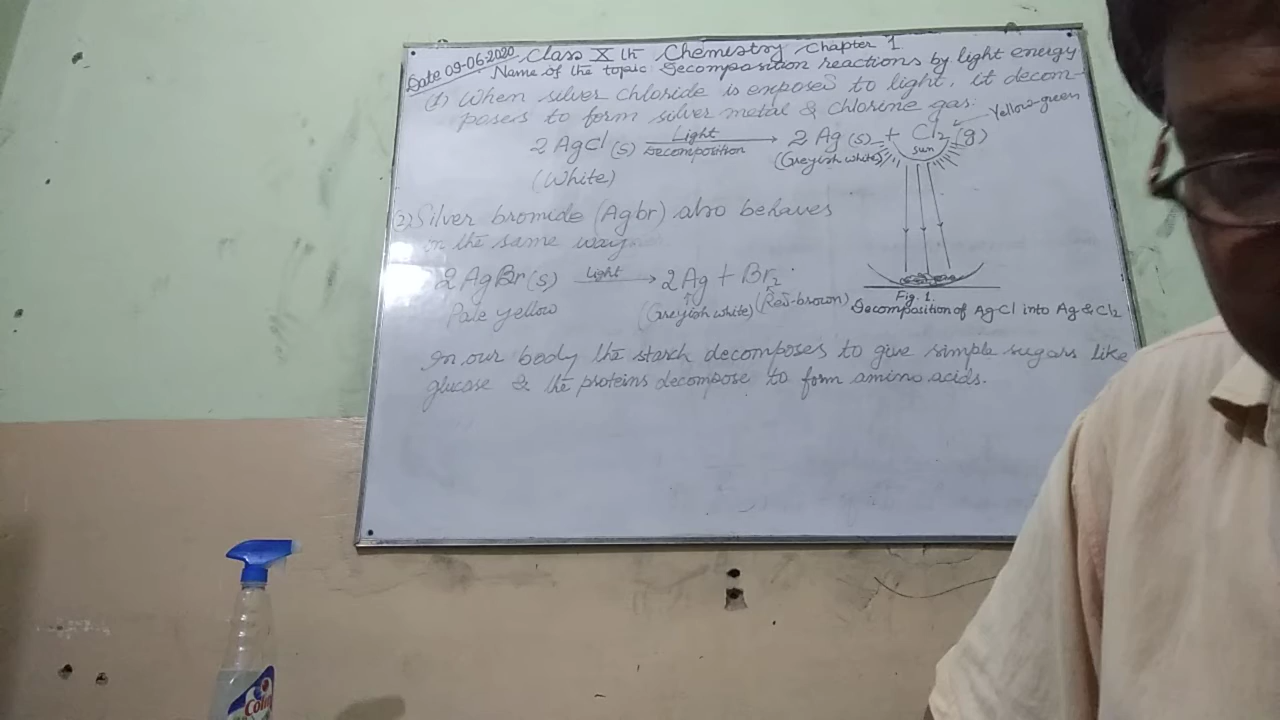 Date 09-06-2020 Class X th Chemistry Chapter 1.
Name of the topic Decomposition reactions by light energy
(1) When silver chloride is exposed to light, it decom-
poses to form silver metal & chlorine gas.
Yellow-green
2 AgCl (s) Light Decomposition → 2 Ag (s) + Cl2 (g)
(White) (Greyish white)
sun
(2) Silver bromide (Agbr) also behaves
in the same way
2 AgBr (s) light → 2 Ag + Br2
Pale yellow (Greyish white) (Red-brown)
Fig. 1.
Decomposition of AgCl into Ag & Cl2
In our body the starch decomposes to give simple sugars like
glucose & the proteins decompose to form amino acids.
Colin